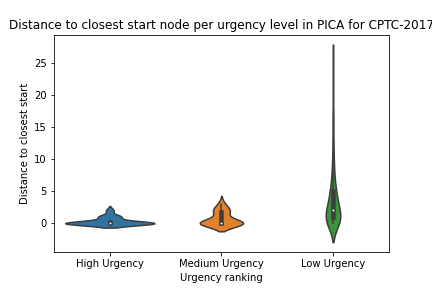 Distance to closest start node per urgency level in PICA for CPTC-2017
25
20
15
10
5
0
Distance to closest start
High Urgency
Medium Urgency
Low Urgency
Urgency ranking